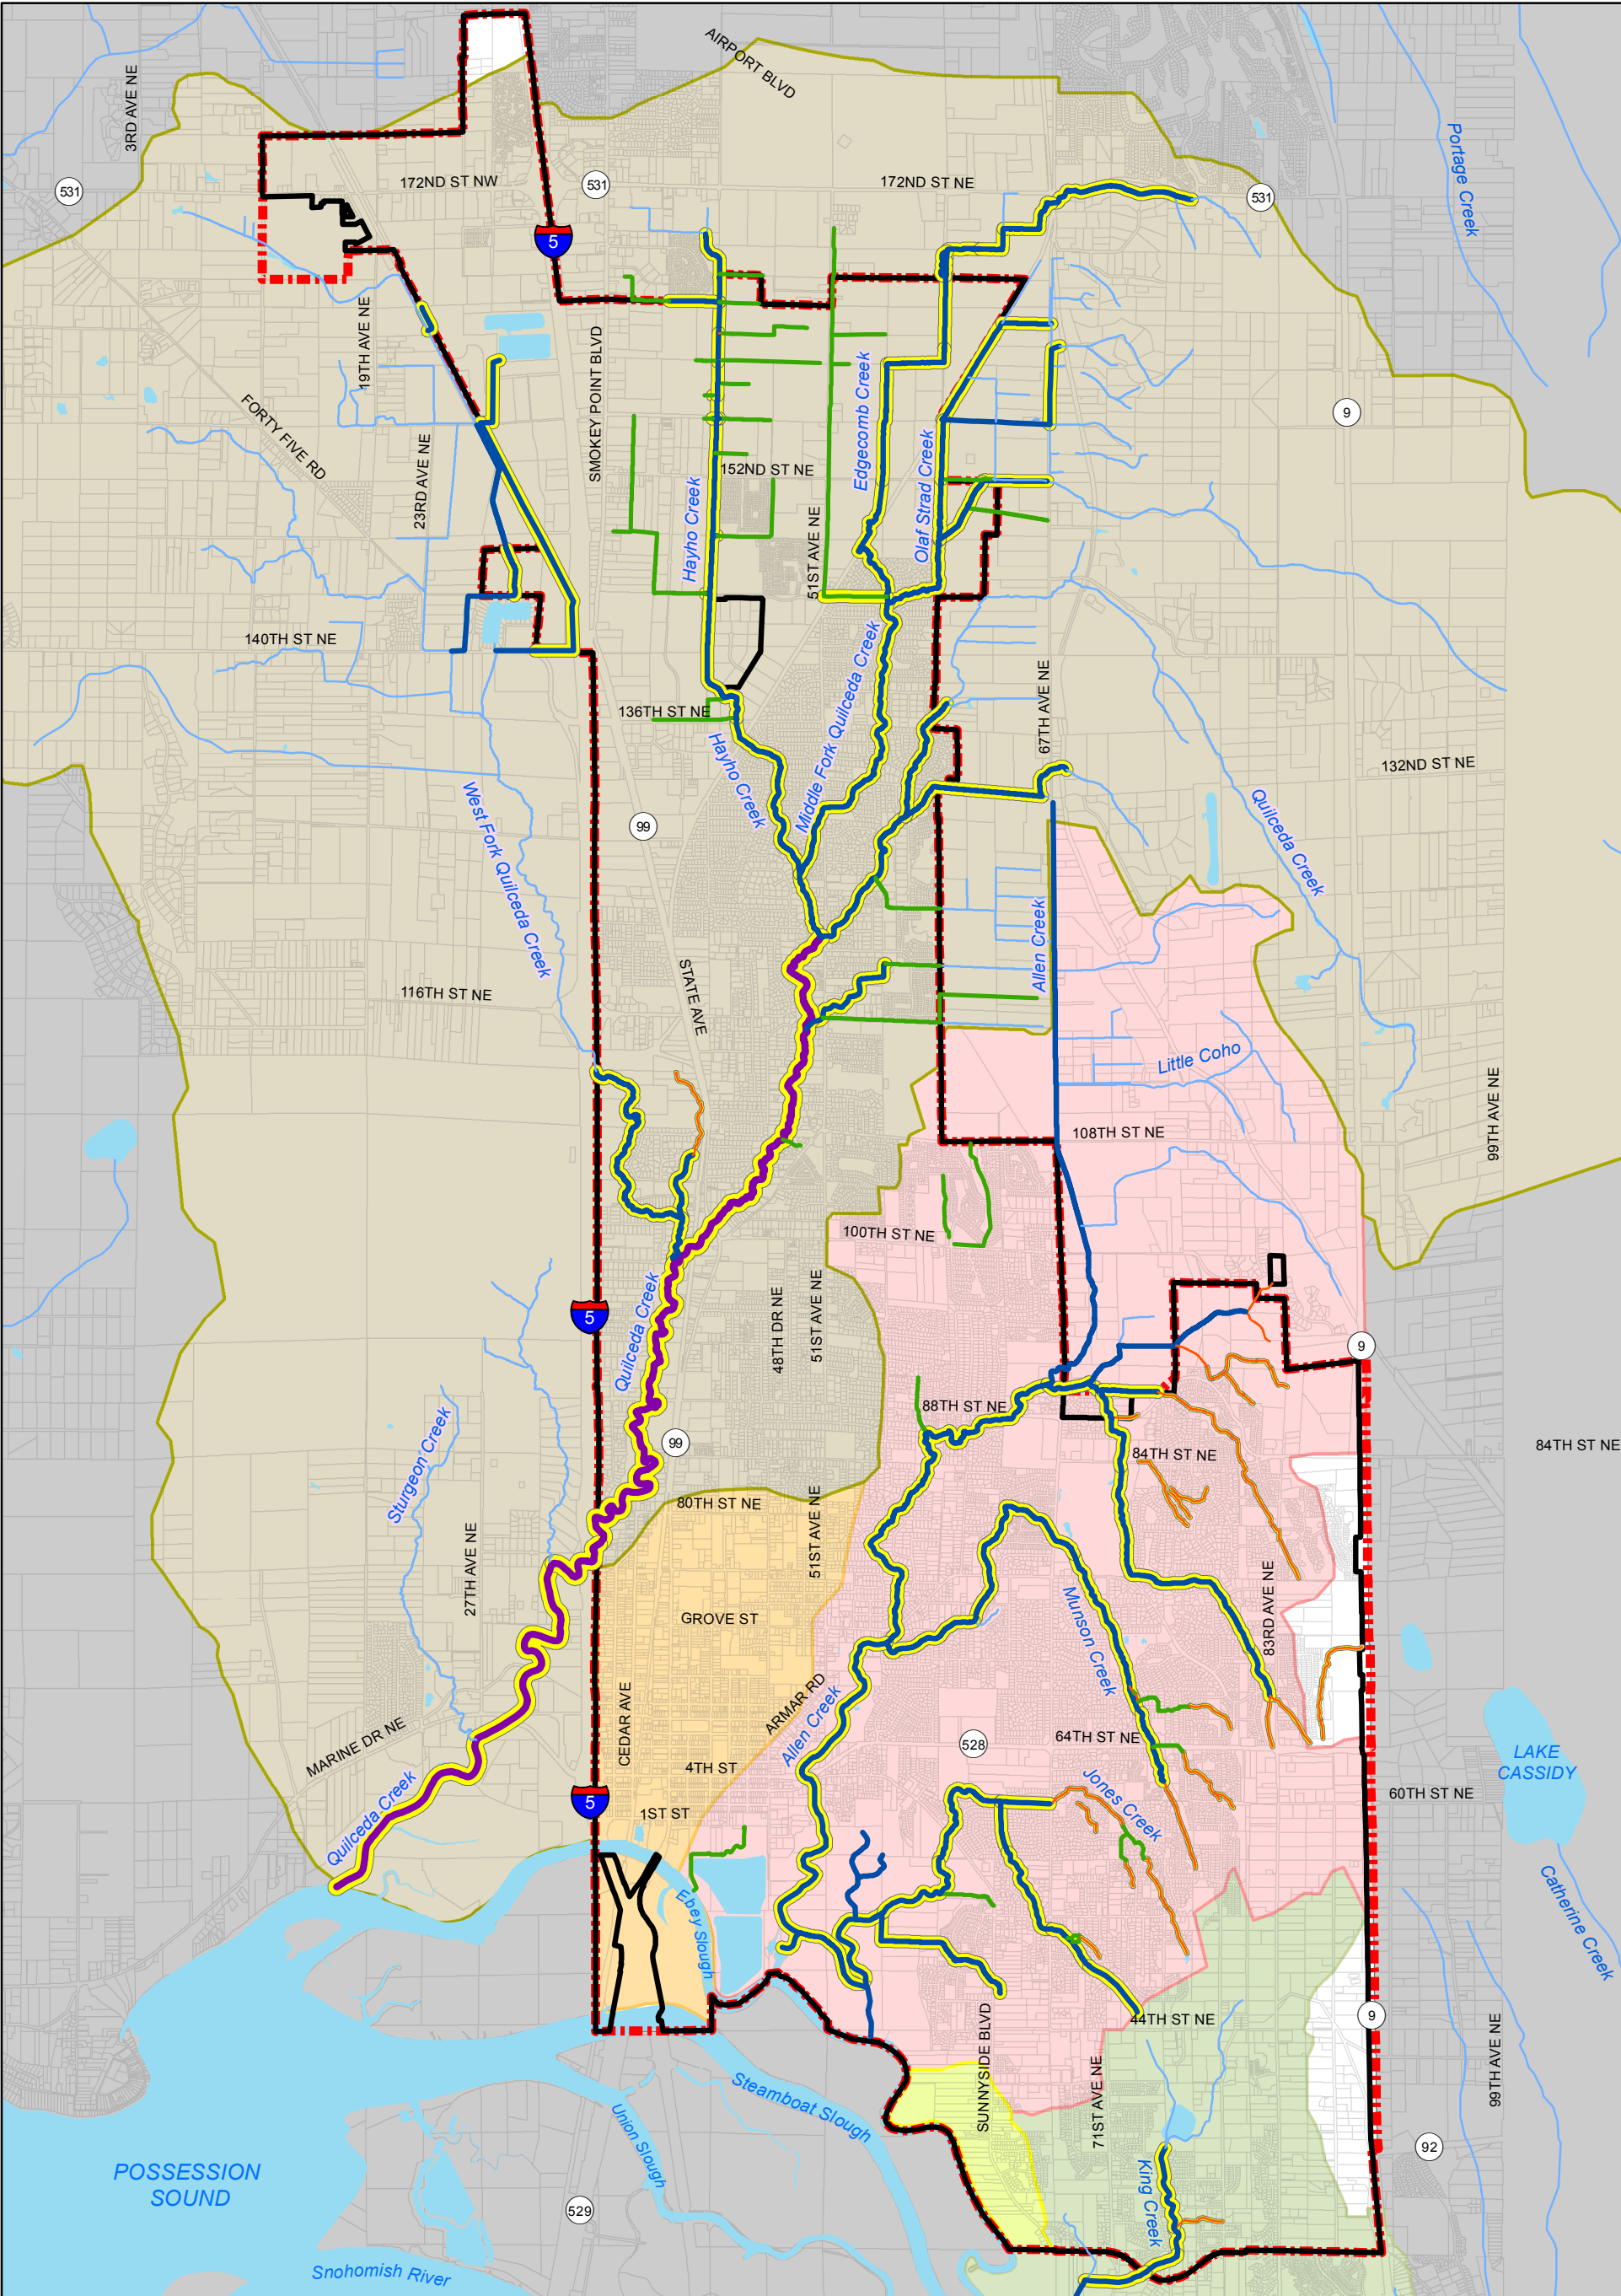 AIRPORT BLVD
3RD AVE NE
Portage Creek
531
172ND ST NW
531
172ND ST NE
531
5
19TH AVE NE
SMOKEY POINT BLVD
Edgecomb Creek
9
FORTY FIVE RD
23RD AVE NE
152ND ST NE
Hayho Creek
51ST AVE NE
Olaf Strad Creek
140TH ST NE
136TH ST NE
Middle Fork Quilceda Creek
67TH AVE NE
Hayho Creek
132ND ST NE
West Fork Quilceda Creek
99
Quilceda Creek
Allen Creek
116TH ST NE
STATE AVE
Little Coho
99TH AVE NE
108TH ST NE
100TH ST NE
5
Quilceda Creek
48TH DR NE
51ST AVE NE
9
88TH ST NE
Sturgeon Creek
99
84TH ST NE
84TH ST NE
80TH ST NE
51ST AVE NE
27TH AVE NE
GROVE ST
Munson Creek
83RD AVE NE
CEDAR AVE
ARMAR RD
Allen Creek
MARINE DR NE
528
64TH ST NE
LAKE
CASSIDY
4TH ST
Jones Creek
60TH ST NE
Quilceda Creek
5
1ST ST
Ebey Slough
Catherine Creek
SUNNYSIDE BLVD
44TH ST NE
9
Steamboat Slough
Union Slough
71ST AVE NE
99TH AVE NE
92
POSSESSION
SOUND
King Creek
529
Snohomish River